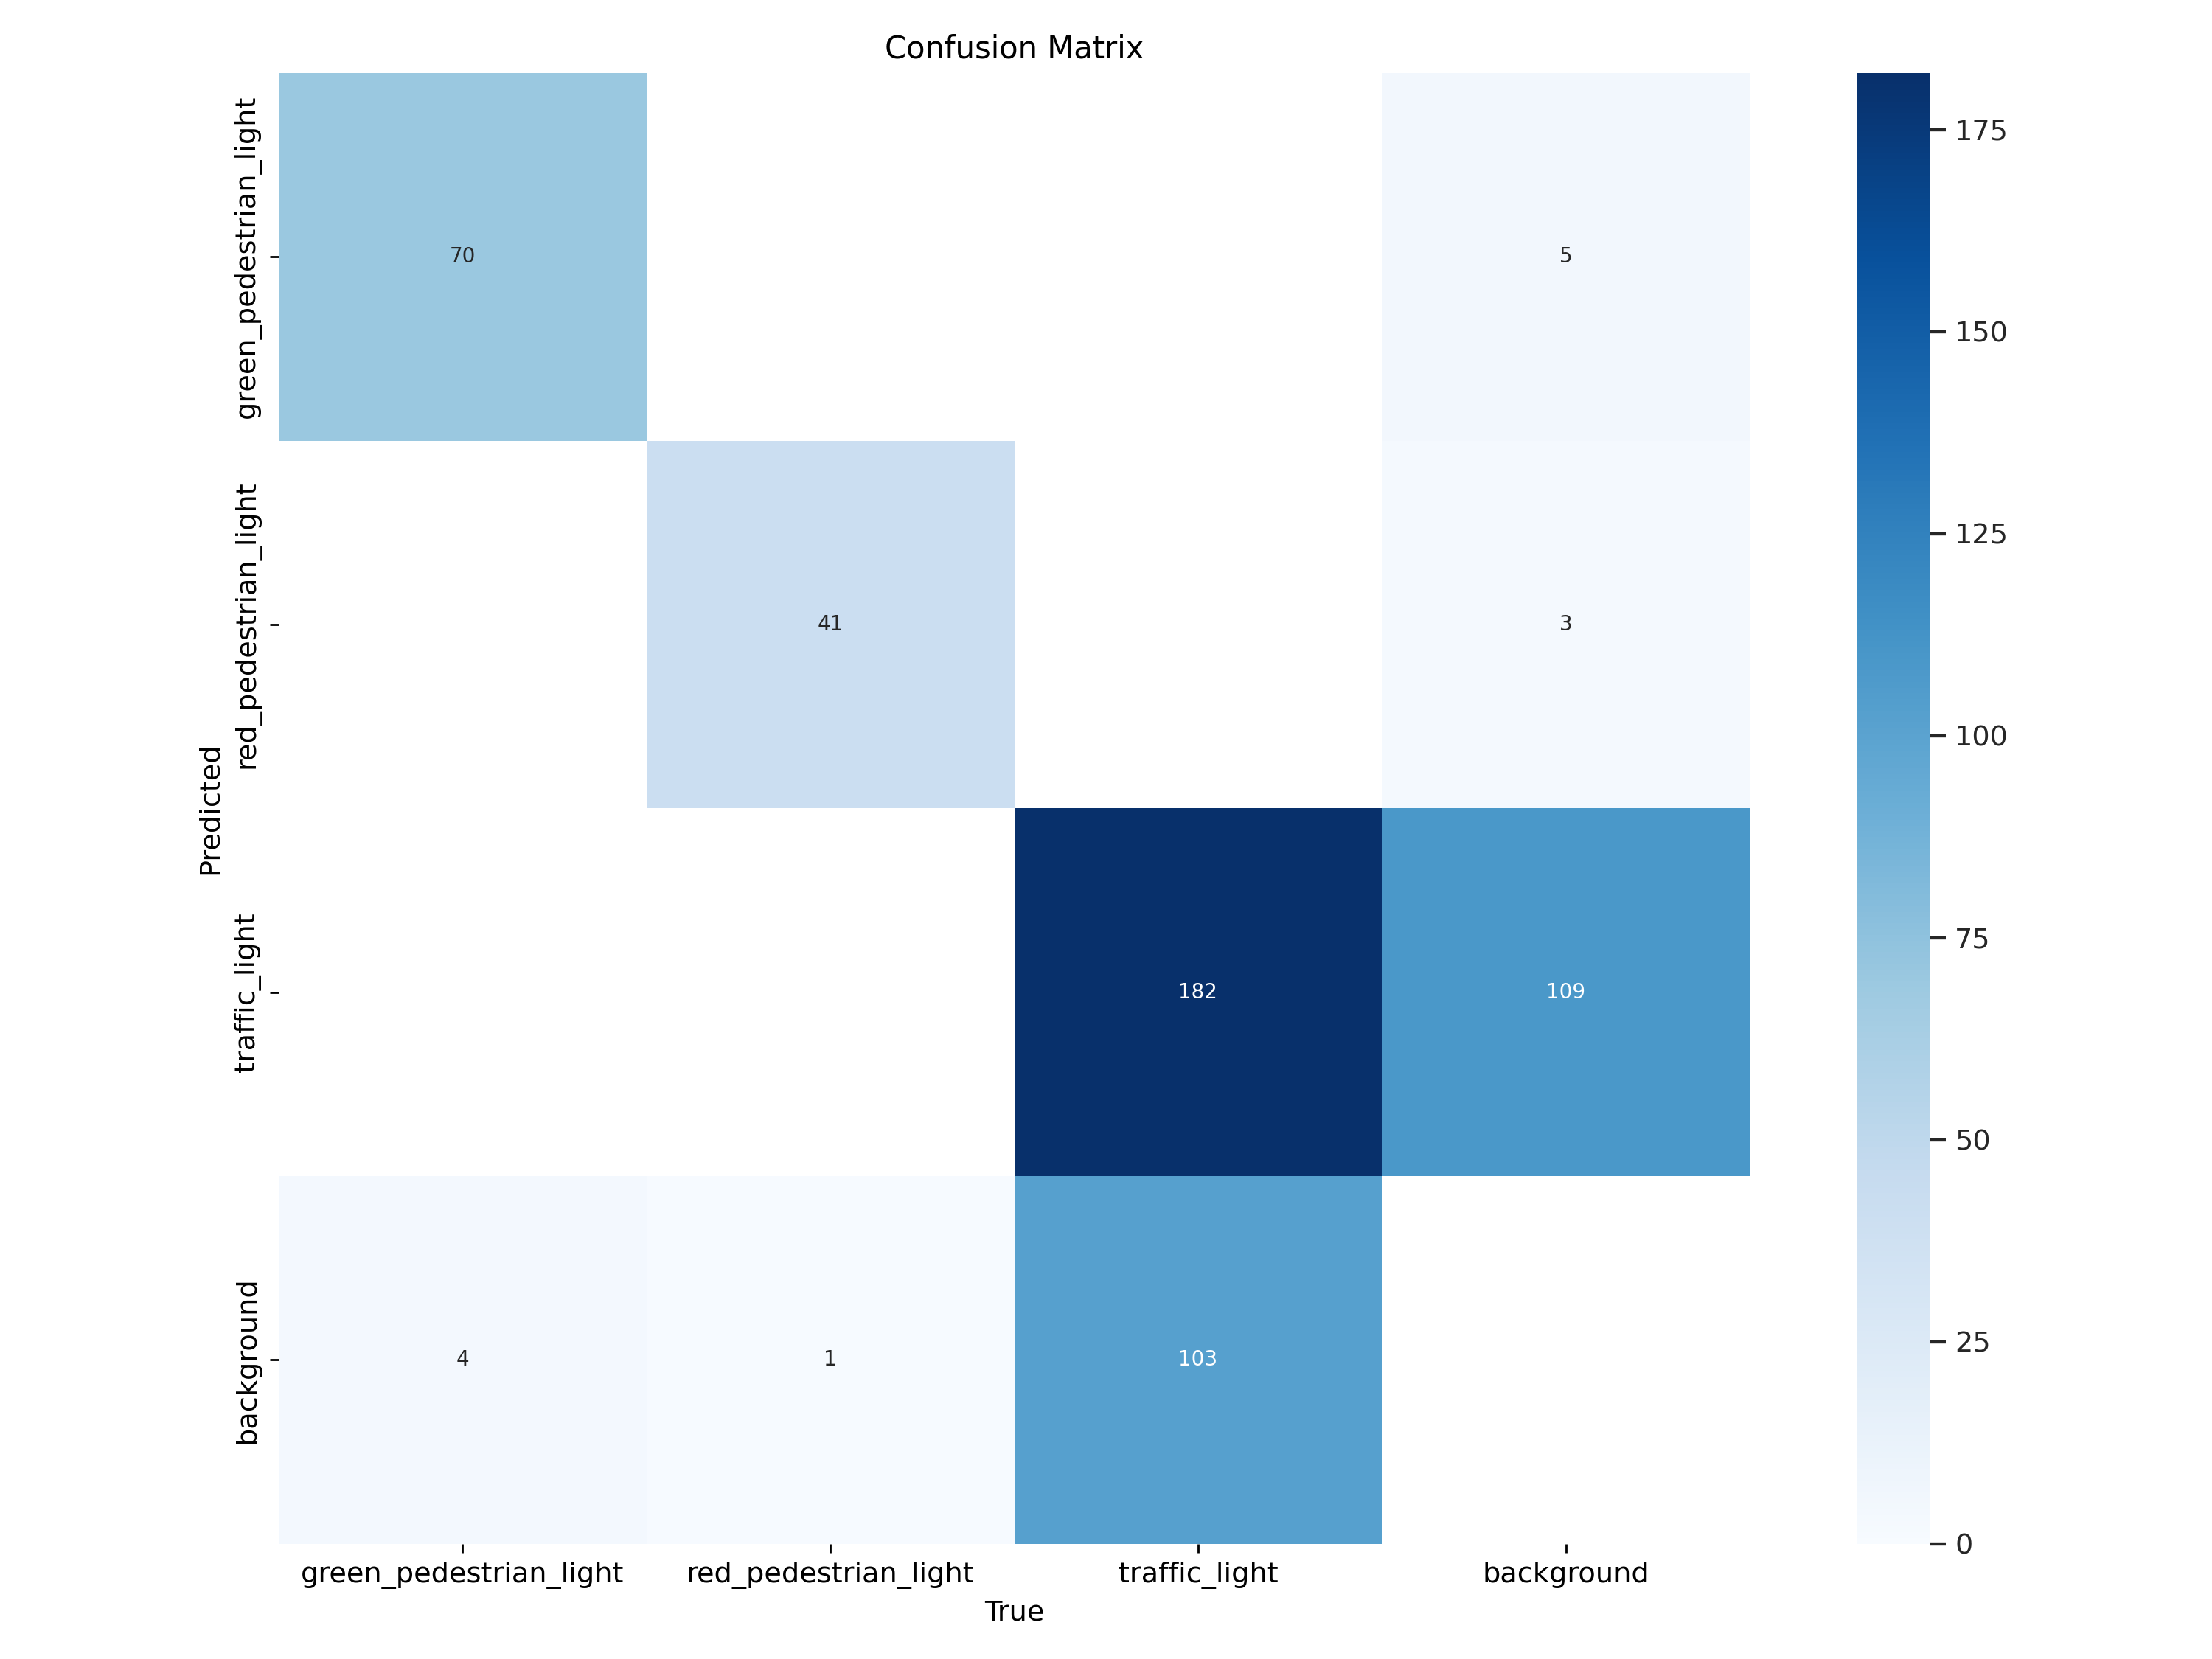 Confusion Matrix
green_pedestrian_light
70
5
red_pedestrian_light
41
3
traffic_light
182
109
background
4
1
103
green_pedestrian_light
red_pedestrian_light
traffic_light
background
True
Predicted
175
150
125
100
75
50
25
0